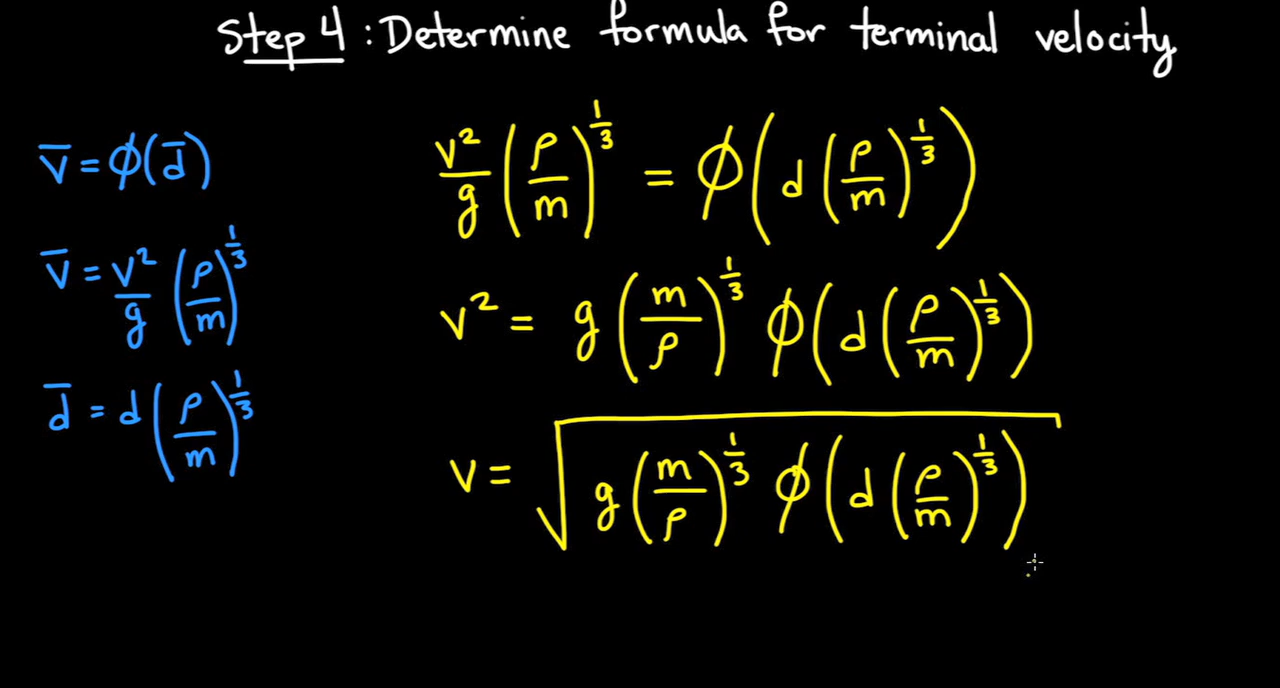 Step 4 : Determine formula for terminal velocity
v̄ = ϕ(d̄)
v̄ = v²/g (ρ/m)^(1/3)
d̄ = d (ρ/m)^(1/3)
v²/g (ρ/m)^(1/3) = ϕ(d (ρ/m)^(1/3))
v² = g (m/ρ)^(1/3) ϕ(d (ρ/m)^(1/3))
v = √(g (m/ρ)^(1/3) ϕ(d (ρ/m)^(1/3)))